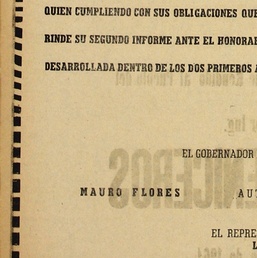 QUIEN CUMPLIENDO CON SUS OBLIGACIONES QUE
RINDE SU SEGUNDO INFORME ANTE EL HONORAB
DESARROLLADA DENTRO DE LOS DOS PRIMEROS A
EL GOBERNADOR
MAURO FLORES AU
EL REPRE
L